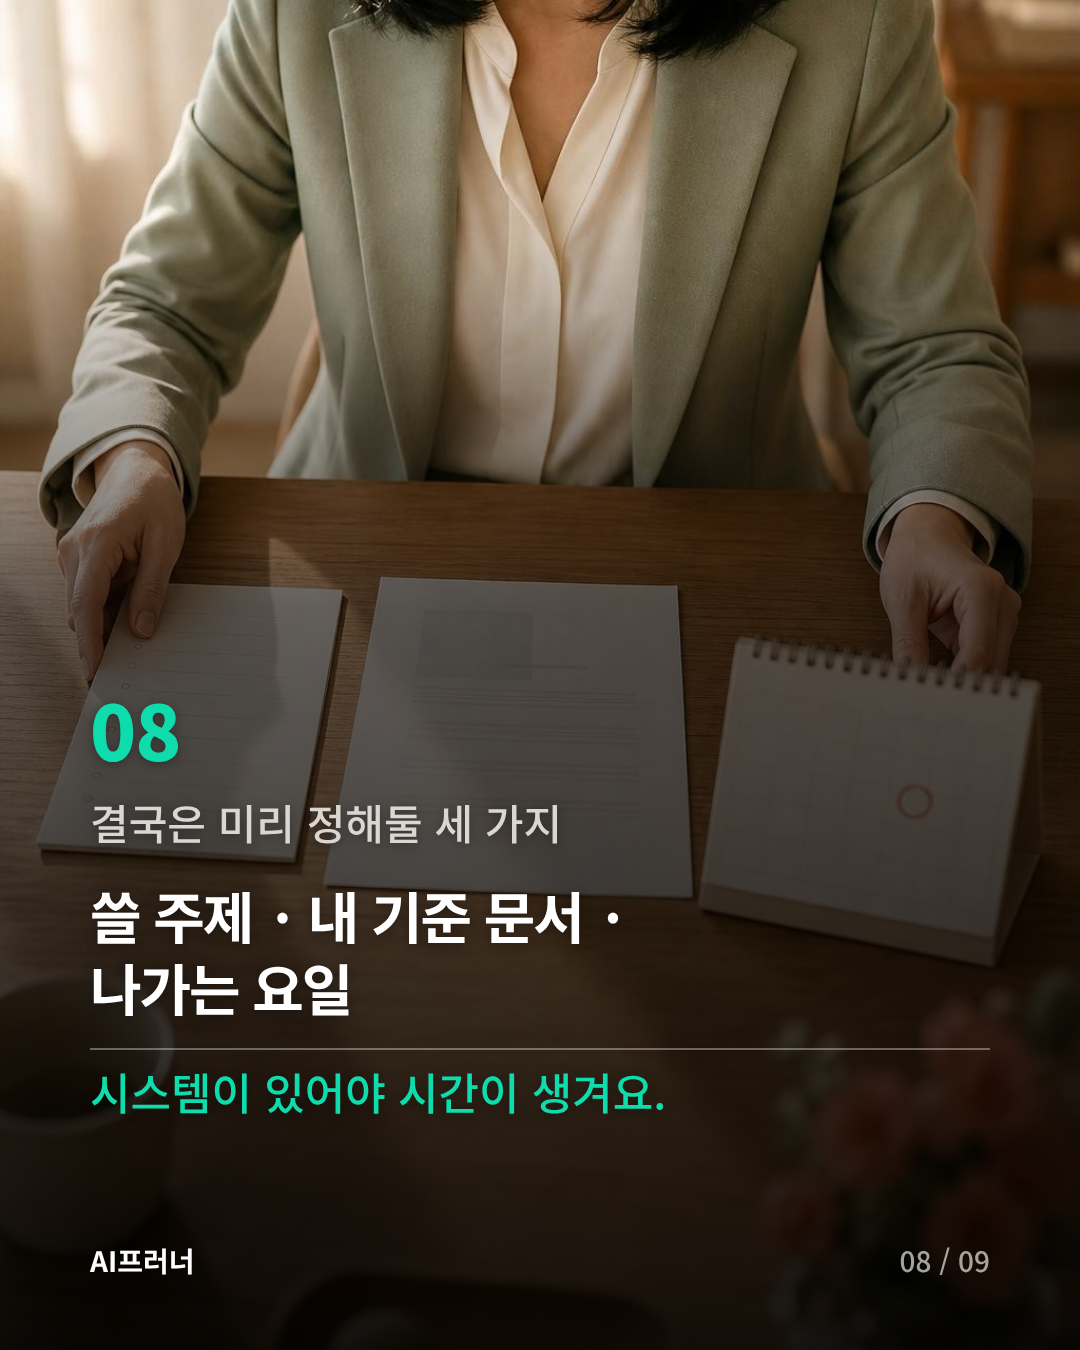 08
결국은 미리 정해둘 세 가지
쓸 주제 · 내 기준 문서 ·
나가는 요일
시스템이 있어야 시간이 생겨요.
AI프러너
08 / 09